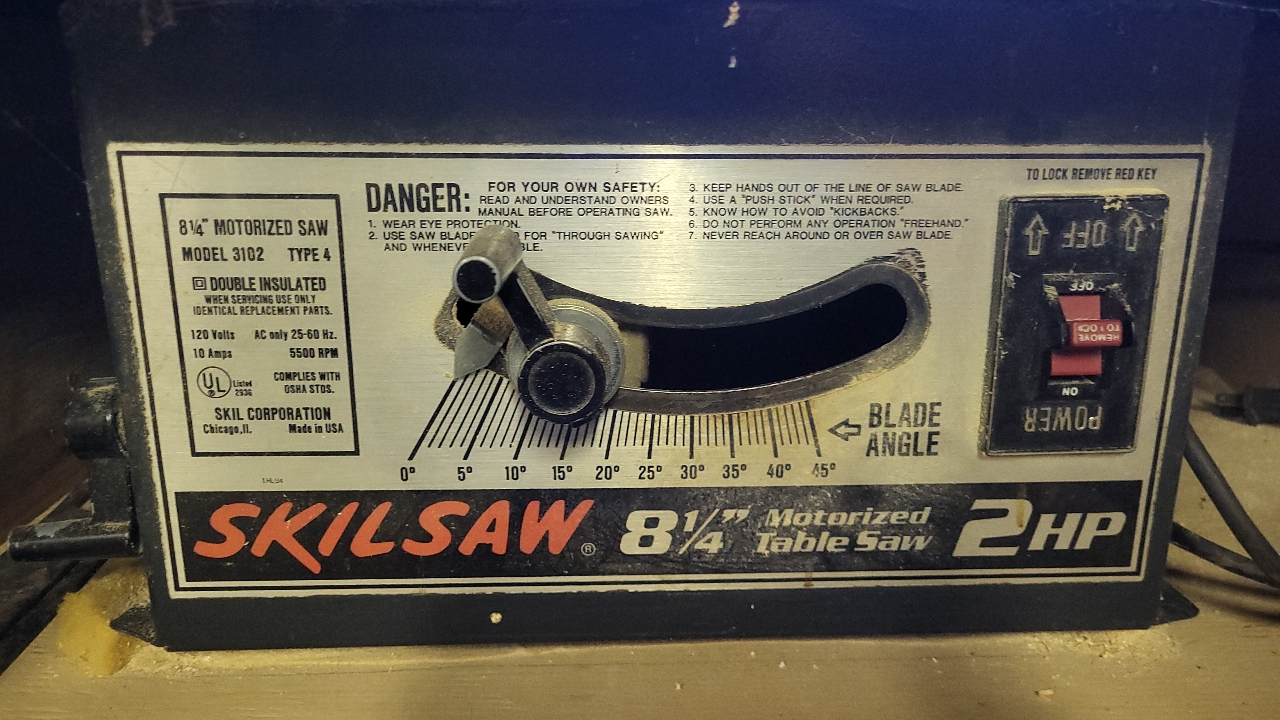 8¼" MOTORIZED SAW
MODEL 3102 TYPE 4
DOUBLE INSULATED
WHEN SERVICING USE ONLY
IDENTICAL REPLACEMENT PARTS.
120 Volts AC only 25-60 Hz.
10 Amps 5500 RPM
UL Listed 293G COMPLIES WITH
OSHA STDS.
SKIL CORPORATION
Chicago, Il. Made in USA
DANGER: FOR YOUR OWN SAFETY:
READ AND UNDERSTAND OWNERS
MANUAL BEFORE OPERATING SAW.
1. WEAR EYE PROTECTION.
2. USE SAW BLADE FOR "THROUGH SAWING"
AND WHENEVER
3. KEEP HANDS OUT OF THE LINE OF SAW BLADE.
4. USE A "PUSH STICK" WHEN REQUIRED.
5. KNOW HOW TO AVOID "KICKBACKS."
6. DO NOT PERFORM ANY OPERATION "FREEHAND."
7. NEVER REACH AROUND OR OVER SAW BLADE.
TO LOCK REMOVE RED KEY
OFF
OFF
REMOVE
TO LOCK
ON
POWER
0° 5° 10° 15° 20° 25° 30° 35° 40° 45°
BLADE
ANGLE
SKILSAW® 8¼" Motorized
Table Saw 2HP